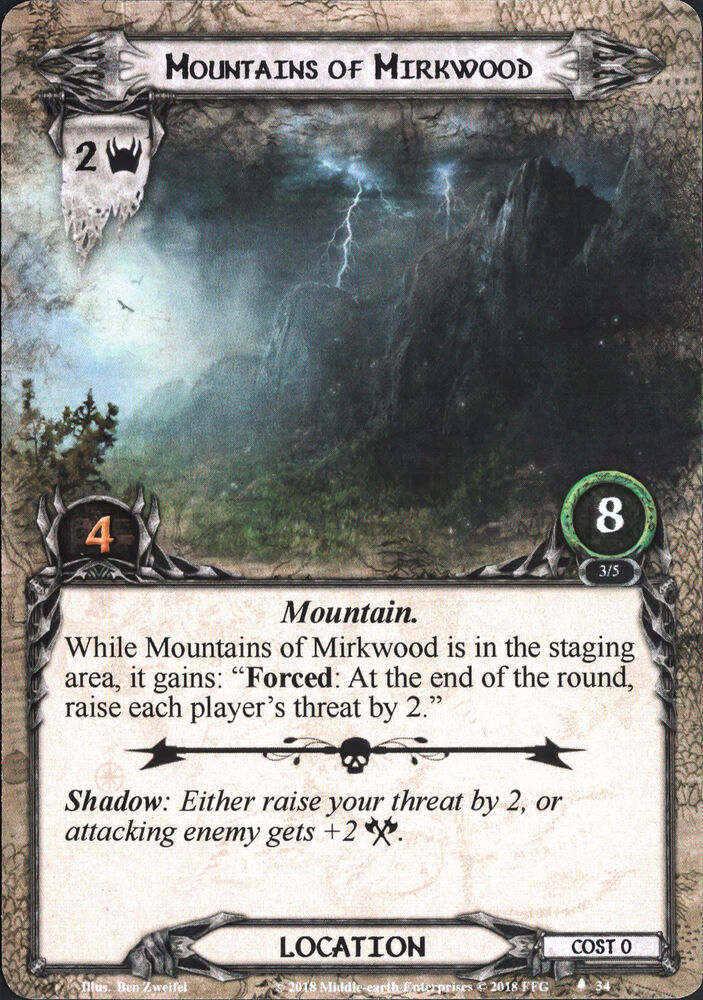 MOUNTAINS OF MIRKWOOD
2
4
8
3/5
Mountain.
While Mountains of Mirkwood is in the staging
area, it gains: “Forced: At the end of the round,
raise each player’s threat by 2.”
Shadow: Either raise your threat by 2, or
attacking enemy gets +2.
LOCATION
COST 0
Illus. Ben Zweifel
© 2018 Middle-earth Enterprises © 2018 FFG
34